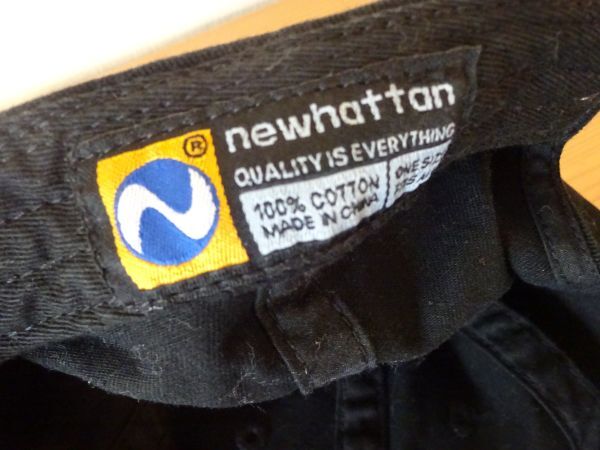 newhattan
®
QUALITY IS EVERYTHING
100% COTTON
MADE IN CHINA
ONE SIZE